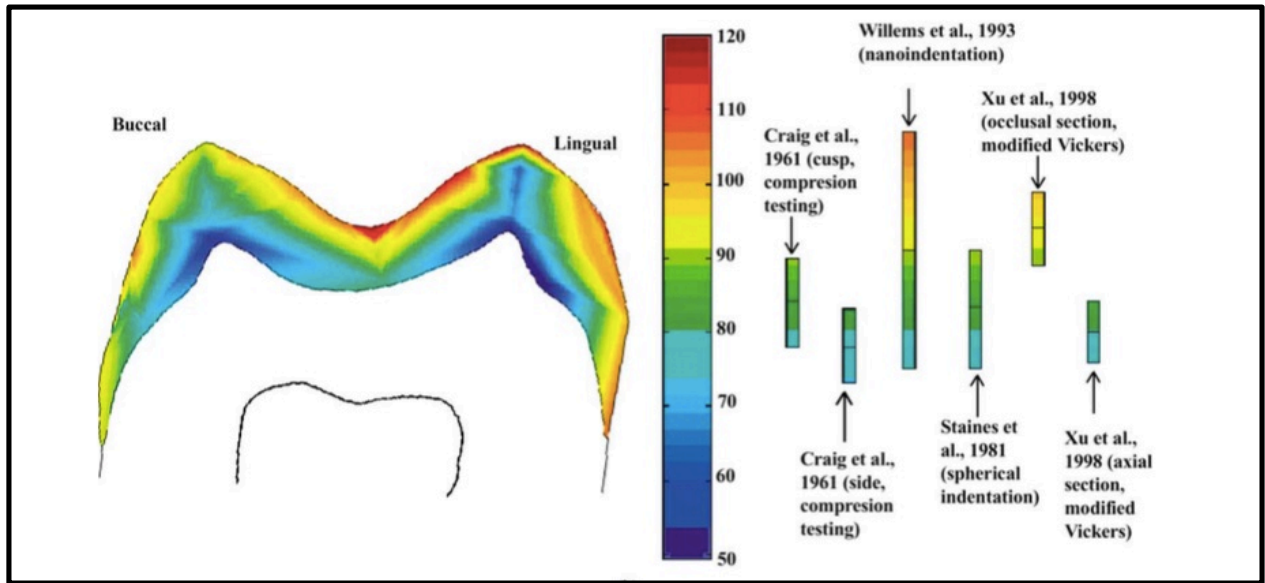 Buccal
Lingual
120
110
100
90
80
70
60
50
Willems et al., 1993
(nanoindentation)
Xu et al., 1998
(occlusal section,
modified Vickers)
Craig et al.,
1961 (cusp,
compresion
testing)
Craig et al.,
1961 (side,
compresion
testing)
Staines et
al., 1981
(spherical
indentation)
Xu et al.,
1998 (axial
section,
modified
Vickers)